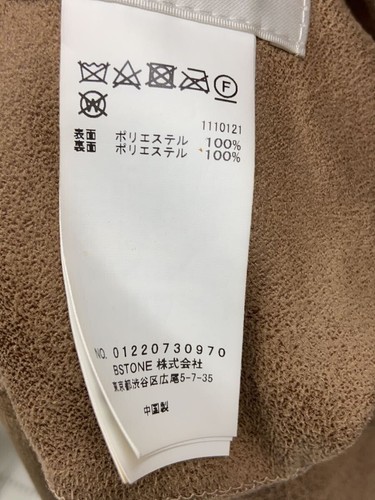 F
W
1110121
表面 ポリエステル 100%
裏面 ポリエステル 100%
NO. 01220730970
BSTONE 株式会社
東京都渋谷区広尾5-7-35
中国製